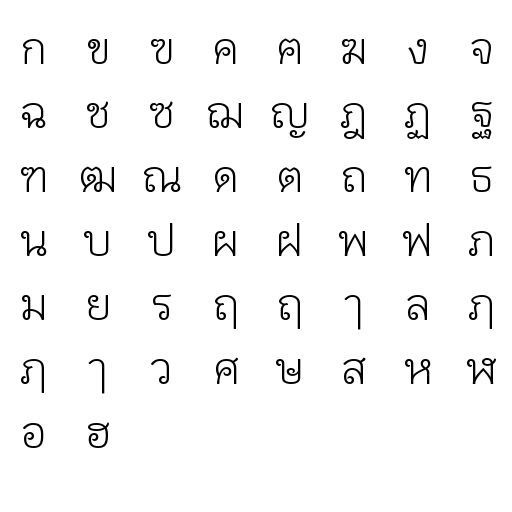 ก ข ฃ ค ฅ ฆ ง จ
ฉ ช ซ ฌ ญ ฎ ฏ ฐ
ฑ ฒ ณ ด ต ถ ท ธ
น บ ป ผ ฝ พ ฟ ภ
ม ย ร ฤ ฤ ๅ ล ฦ
ฦ ๅ ว ศ ษ ส ห ฬ
อ ฮ